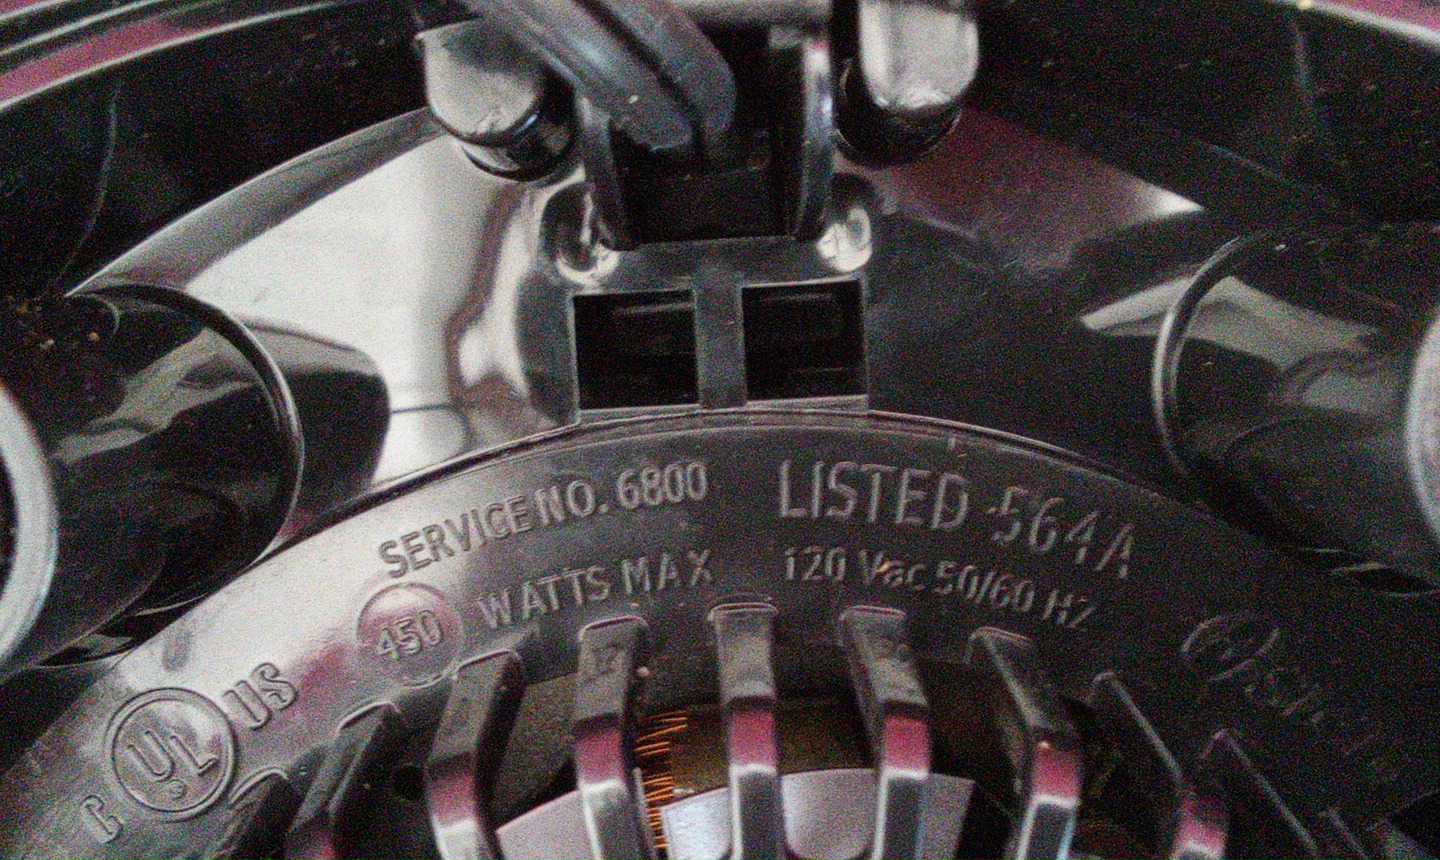 SERVICE NO. 6800
LISTED 564A
450 WATTS MAX
120 Vac 50/60 HZ
C UL US